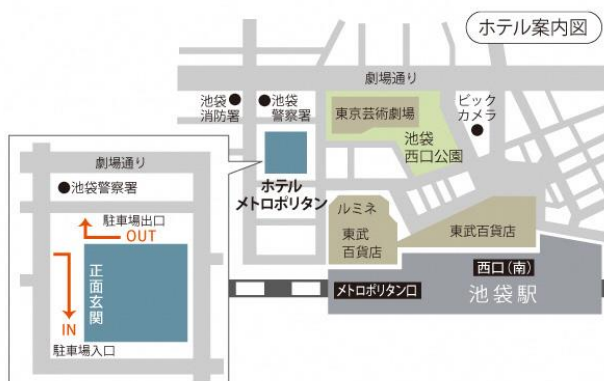 ホテル案内図
劇場通り
池袋
消防署
池袋
警察署
東京芸術劇場
ビック
カメラ
池袋
西口公園
ホテル
メトロポリタン
ルミネ
東武
百貨店
東武百貨店
西口(南)
メトロポリタン口
池袋駅
劇場通り
池袋警察署
駐車場出口
OUT
正面玄関
IN
駐車場入口